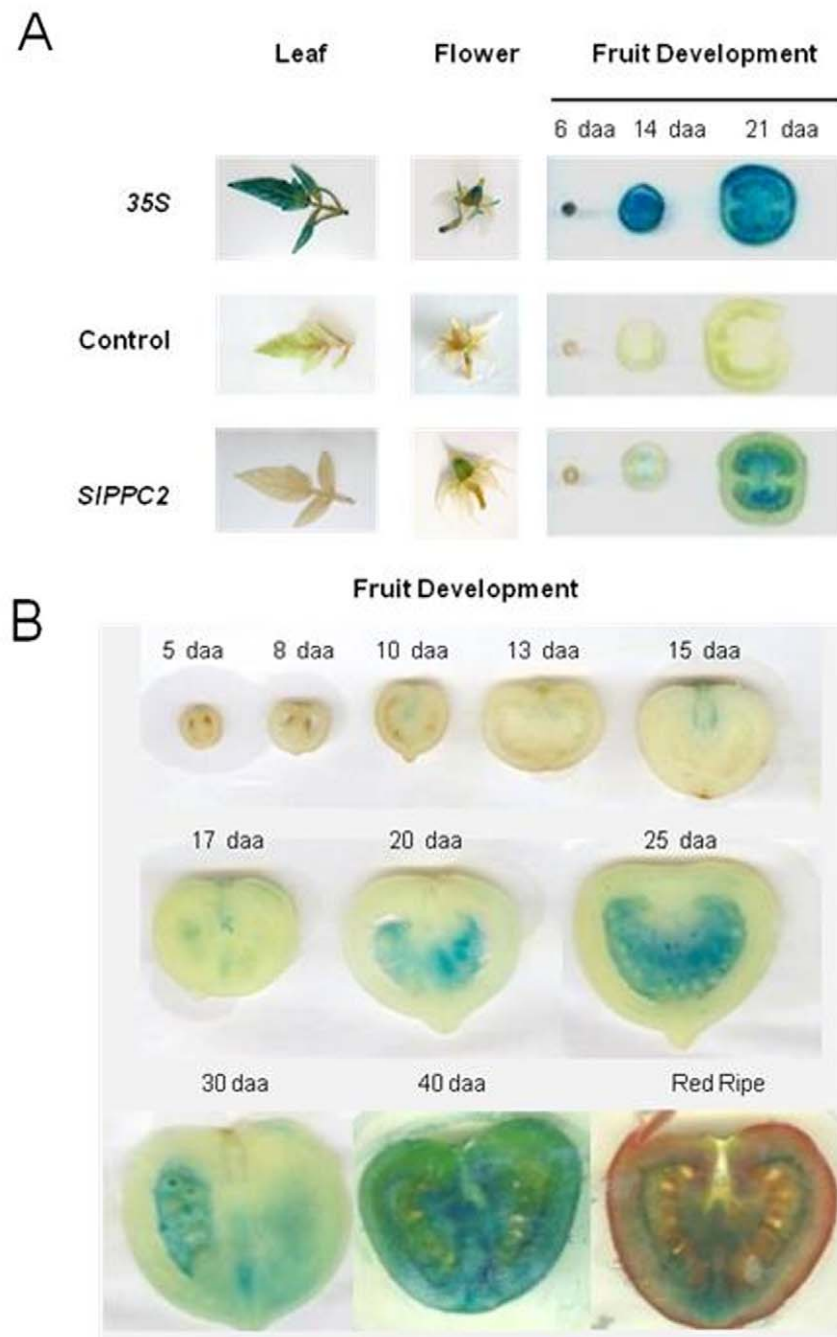 A
Leaf Flower Fruit Development
6 daa 14 daa 21 daa
35S
Control
SlPPC2
Fruit Development
B
5 daa 8 daa 10 daa 13 daa 15 daa
17 daa 20 daa 25 daa
30 daa 40 daa Red Ripe